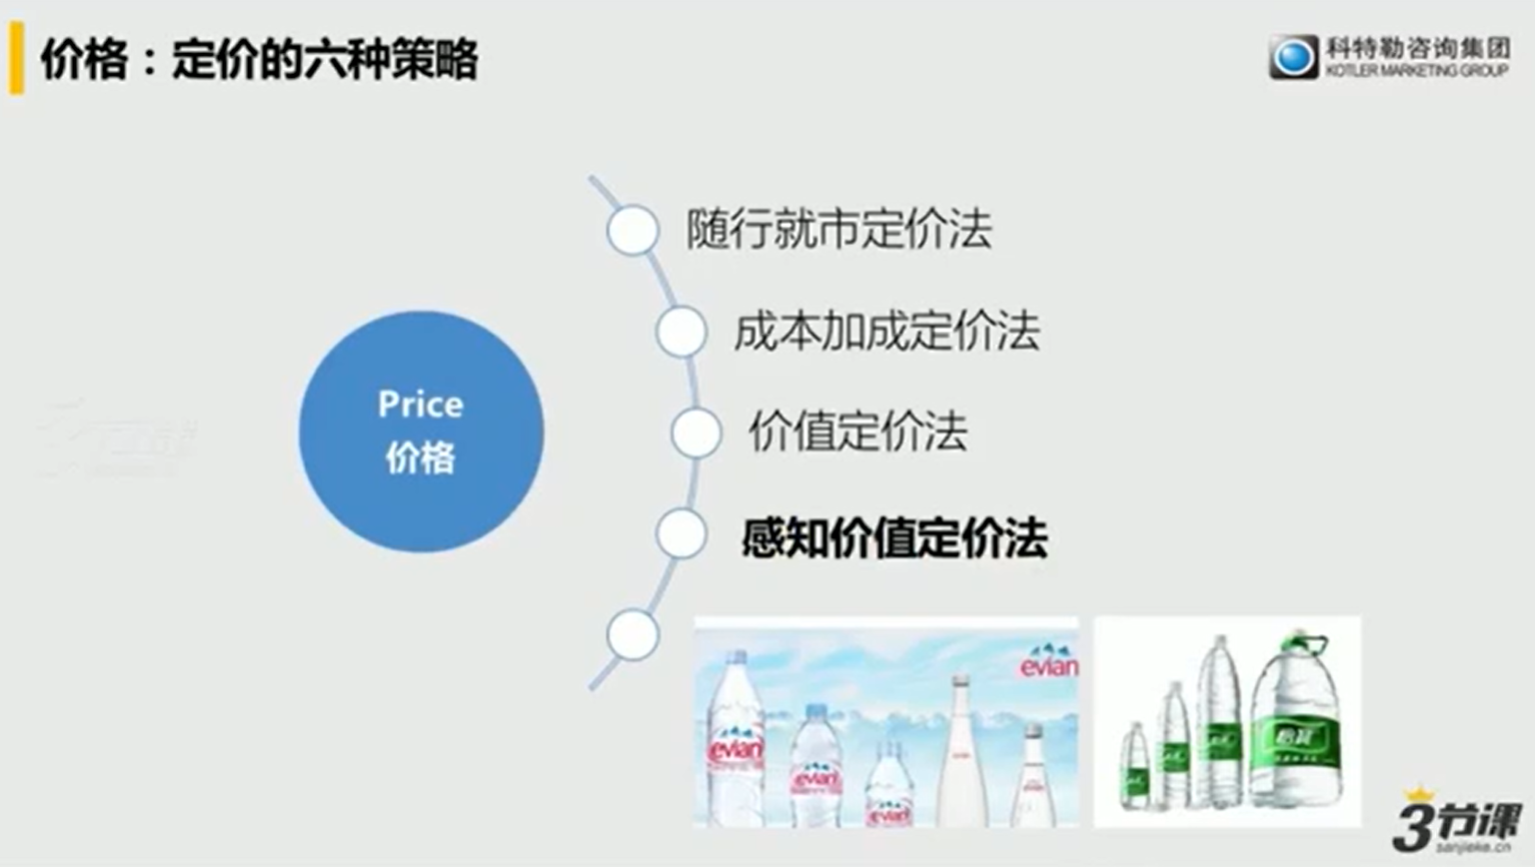 价格：定价的六种策略
科特勒咨询集团
KOTLER MARKETING GROUP
随行就市定价法
成本加成定价法
Price
价格
价值定价法
感知价值定价法
evian
evian
evian
evian
怡寶
3节课
sanjieke.cn